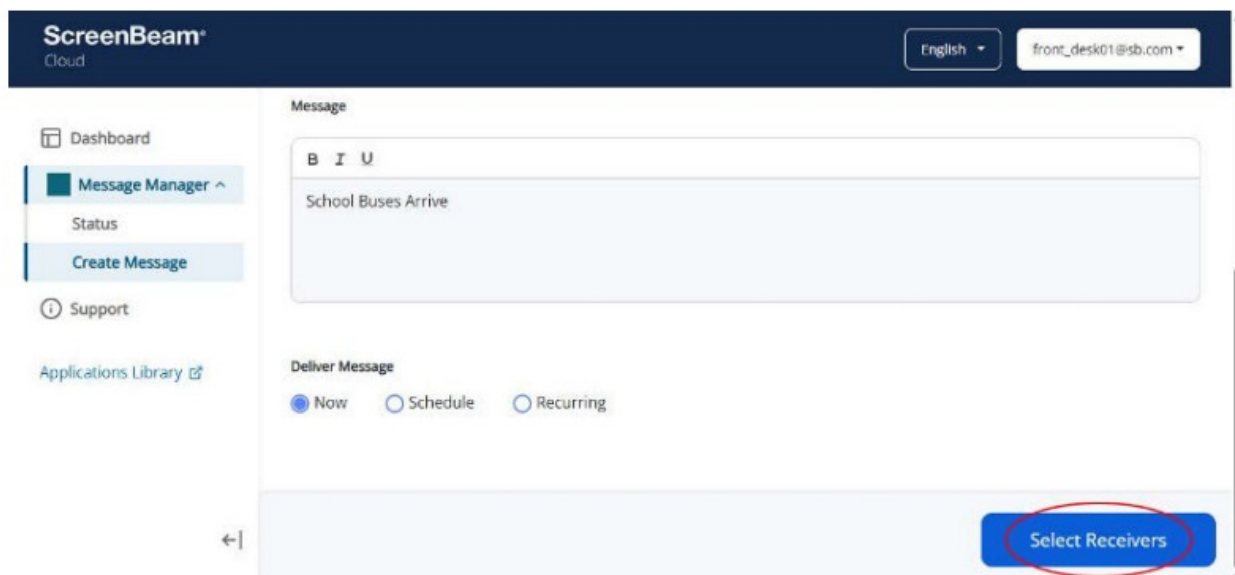 ScreenBeam®
Cloud
English
front_desk01@sb.com
Dashboard
Message Manager
Status
Create Message
Support
Applications Library
Message
B I U
School Buses Arrive
Deliver Message
Now Schedule Recurring
Select Receivers